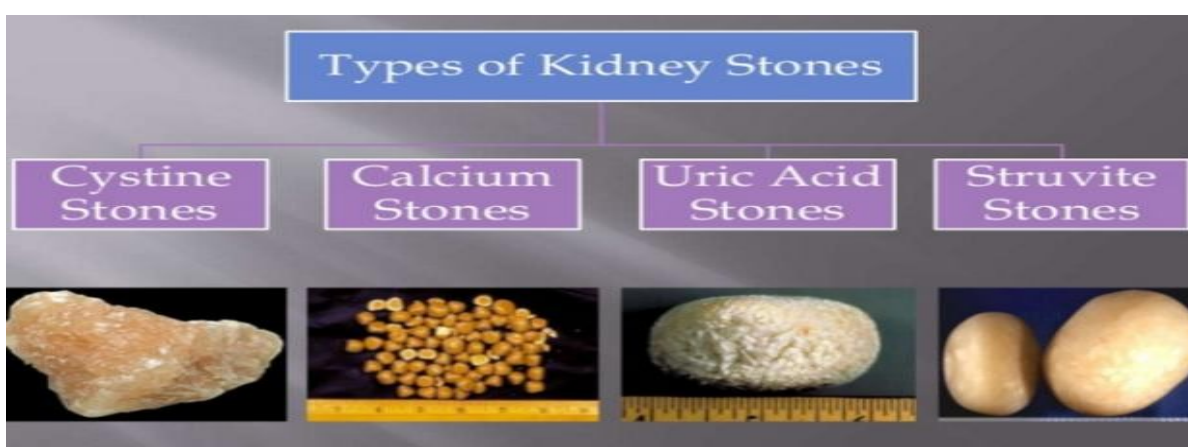 Types of Kidney Stones
Cystine
Stones
Calcium
Stones
Uric Acid
Stones
Struvite
Stones